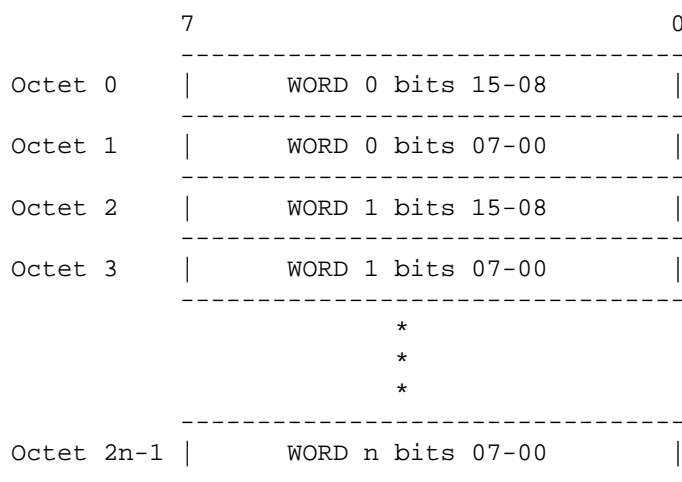 7 0
Octet 0 | WORD 0 bits 15-08 |
Octet 1 | WORD 0 bits 07-00 |
Octet 2 | WORD 1 bits 15-08 |
Octet 3 | WORD 1 bits 07-00 |
*
*
*
Octet 2n-1 | WORD n bits 07-00 |